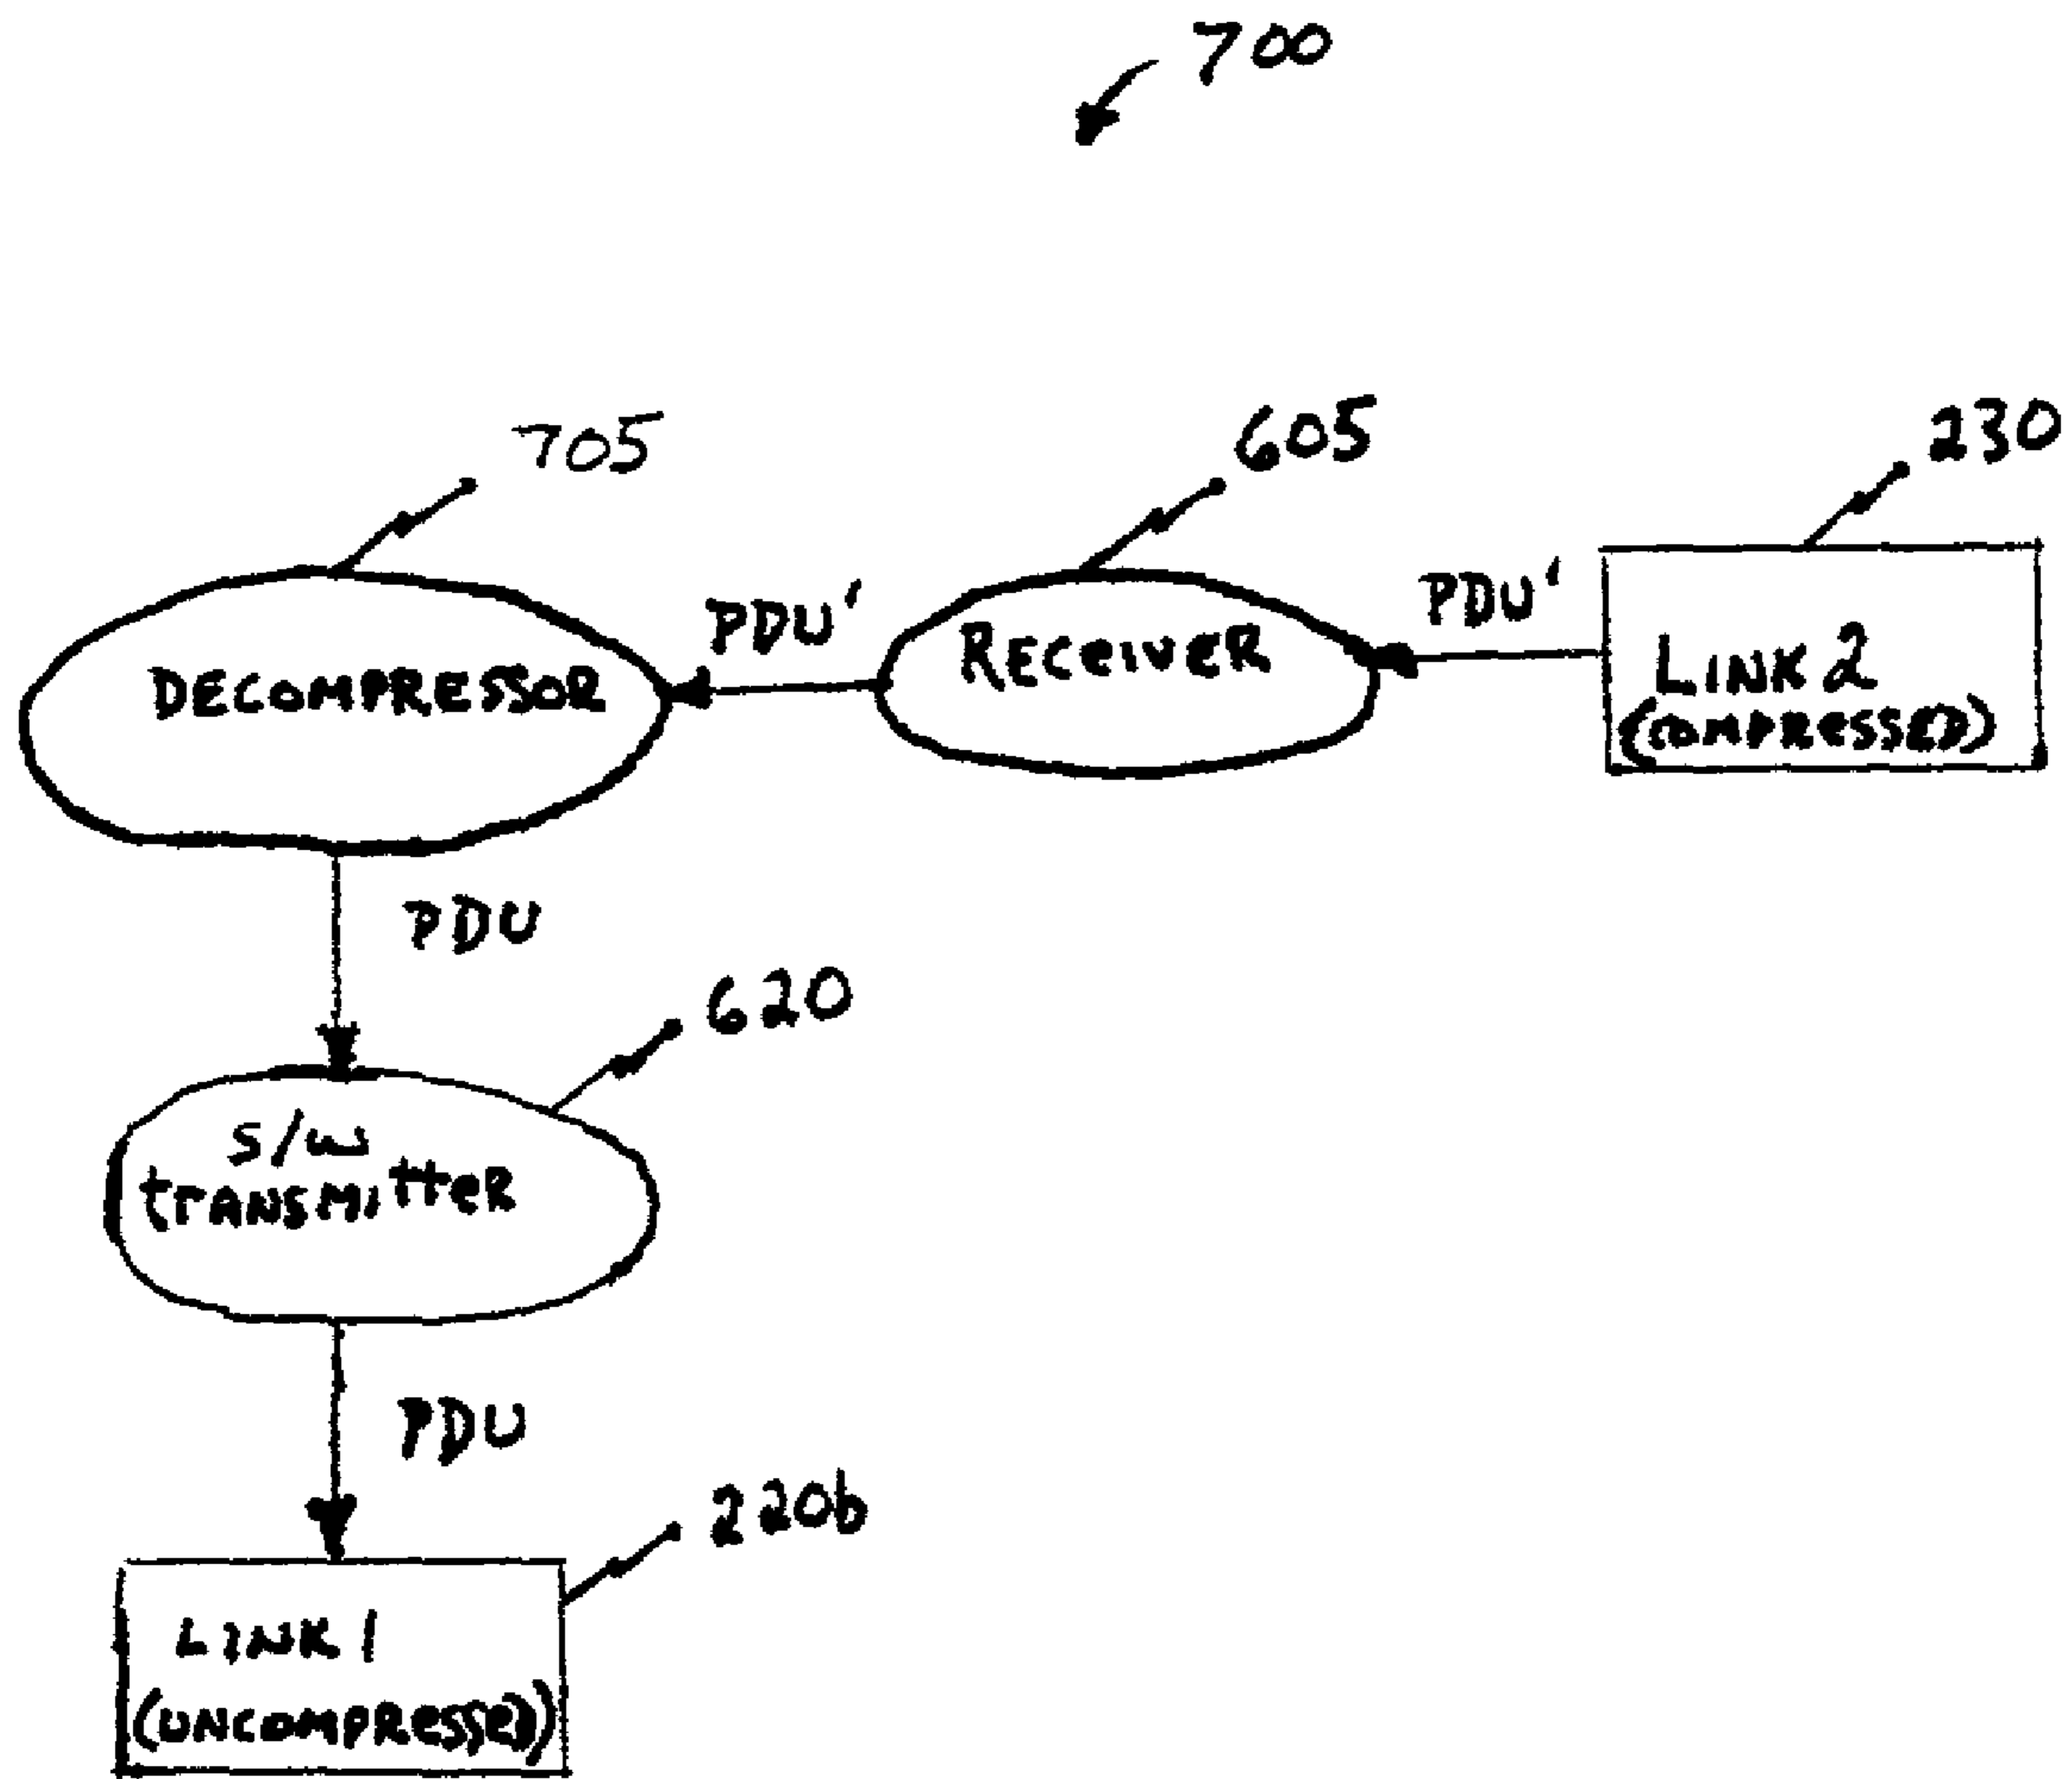 700
705
605
230
DECOMPRESSOR
PDU'
RECEIVER
PDU'
LINK 2
(COMPRESSED)
PDU
620
S/W
TRANSMITTER
PDU
220b
LINK 1
(UNCOMPRESSED)